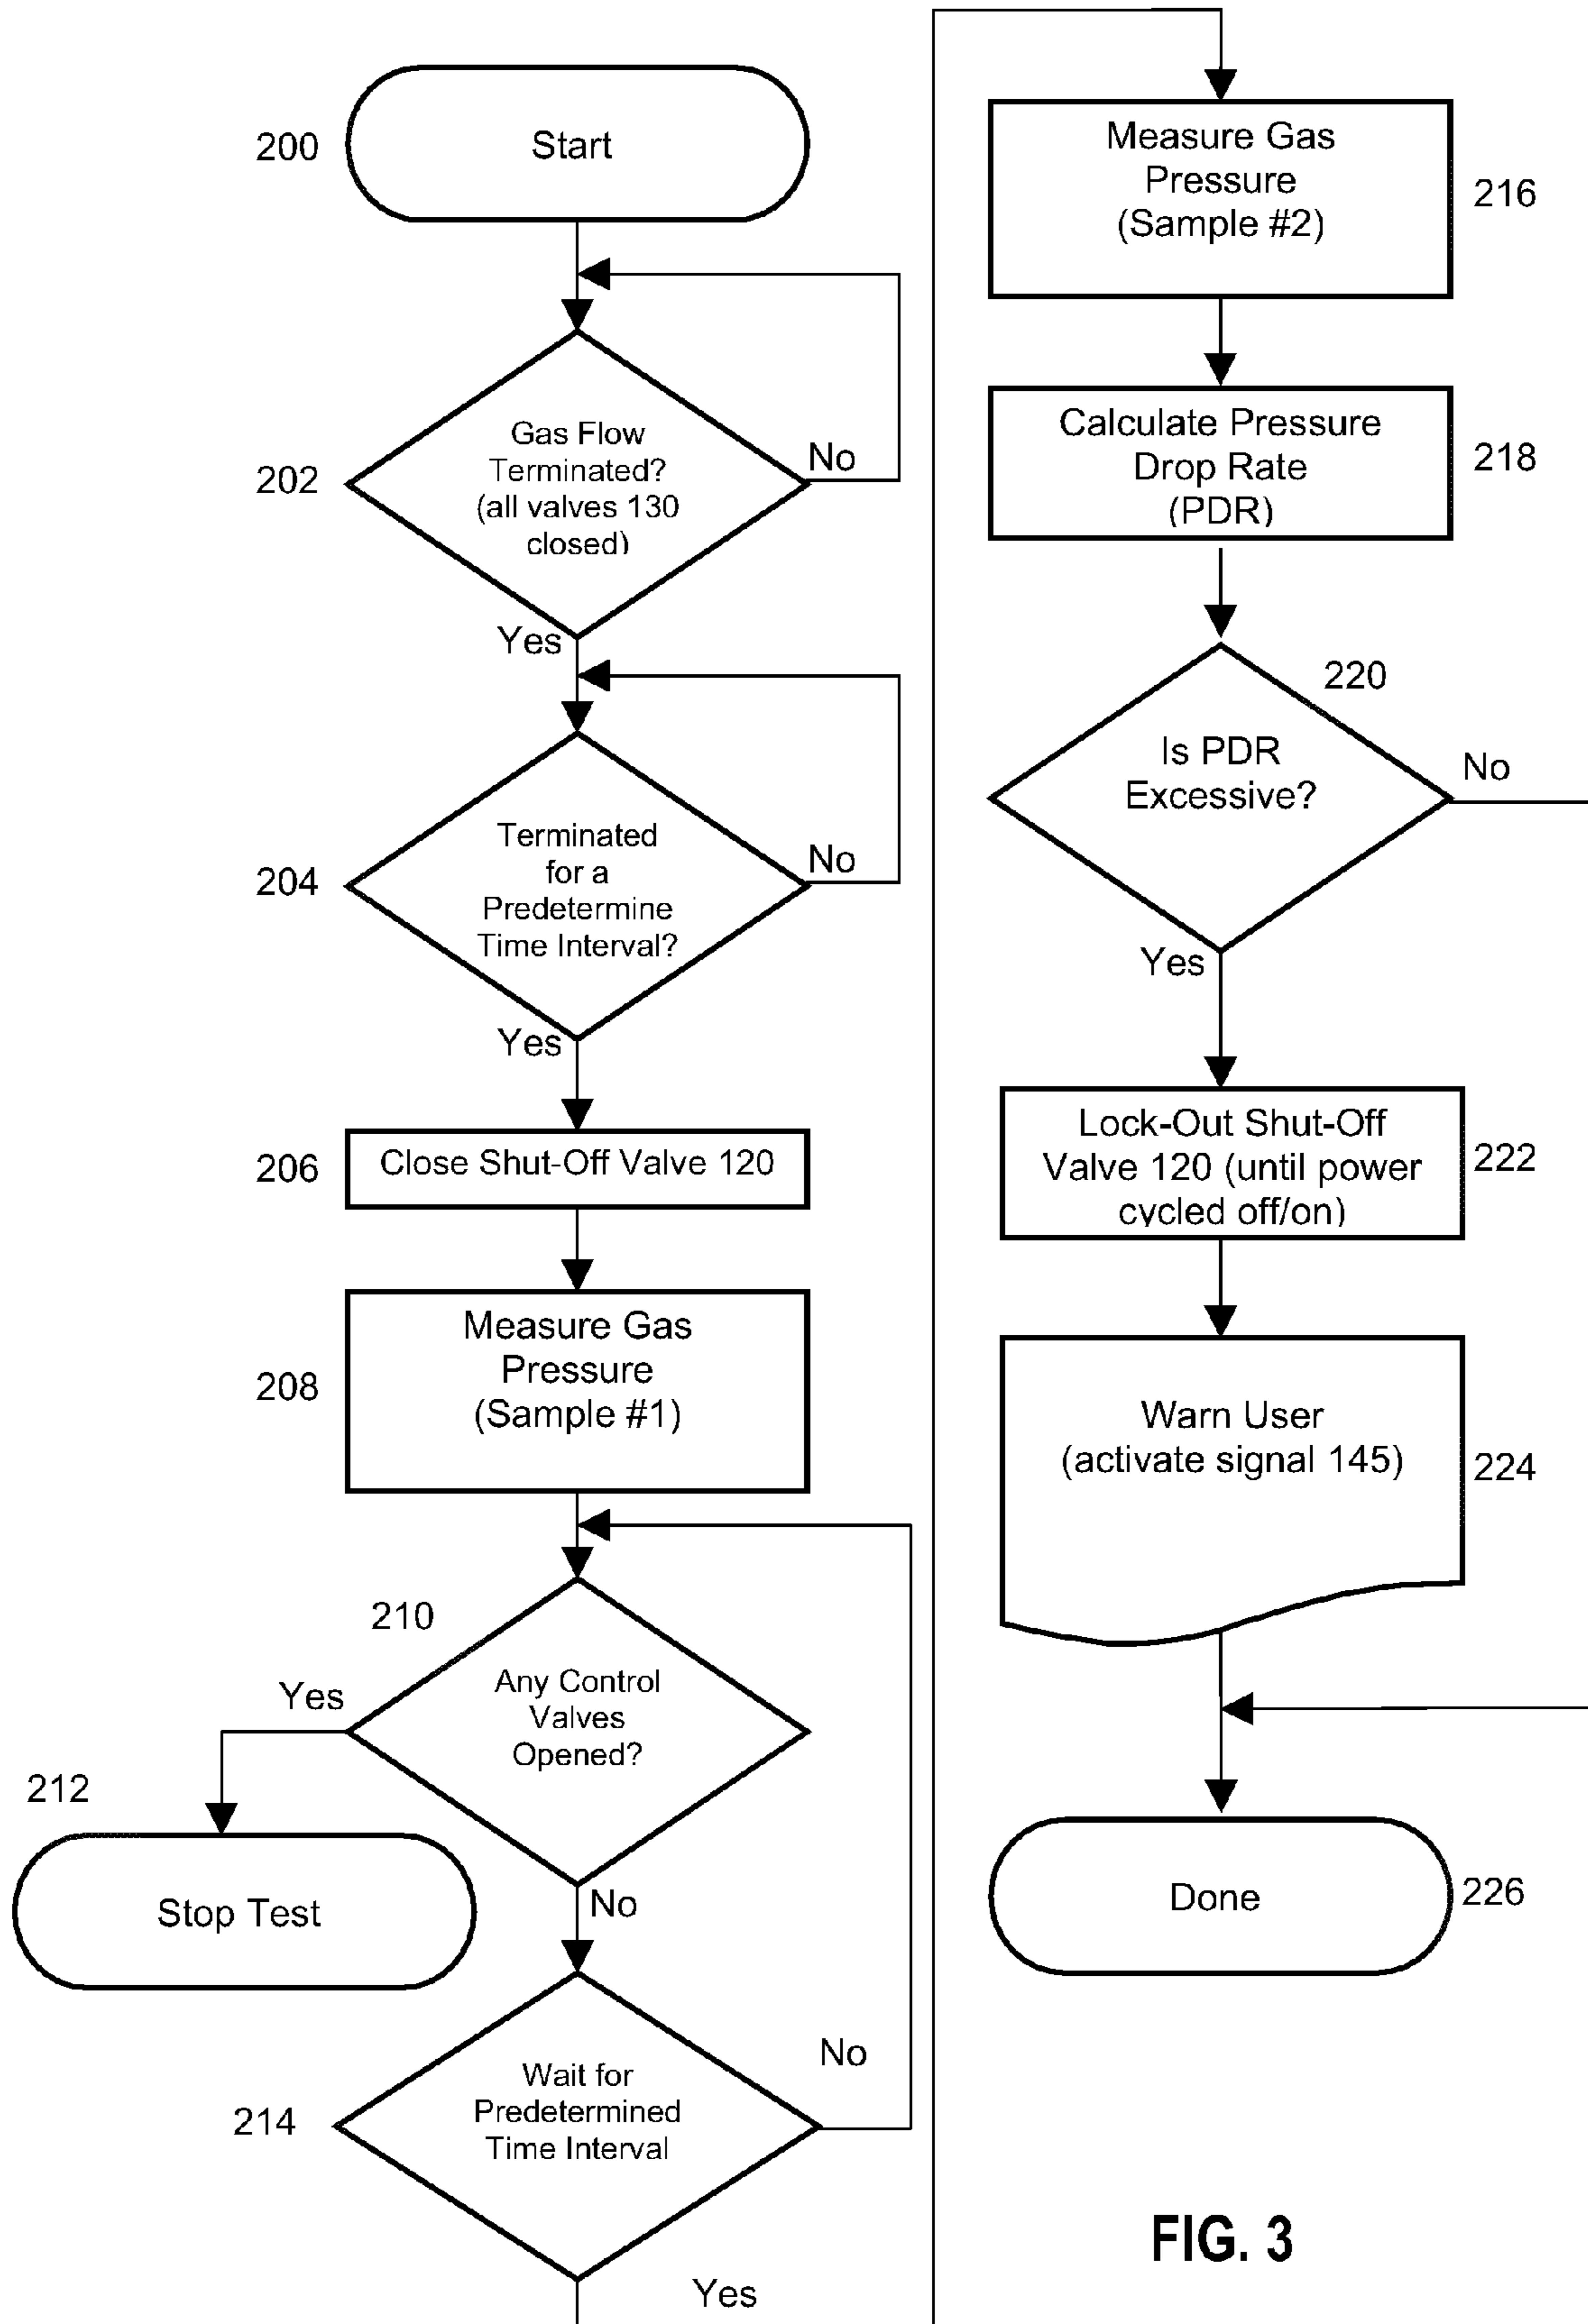 200
Start
202
Gas Flow
Terminated?
(all valves 130
closed)
No
Yes
204
Terminated
for a
Predetermine
Time Interval?
No
Yes
206
Close Shut-Off Valve 120
208
Measure Gas
Pressure
(Sample #1)
210
Any Control
Valves
Opened?
Yes
212
Stop Test
No
214
Wait for
Predetermined
Time Interval
No
Yes
Measure Gas
Pressure
(Sample #2)
216
Calculate Pressure
Drop Rate
(PDR)
218
220
Is PDR
Excessive?
No
Yes
Lock-Out Shut-Off
Valve 120 (until power
cycled off/on)
222
Warn User
(activate signal 145)
224
Done
226
FIG. 3